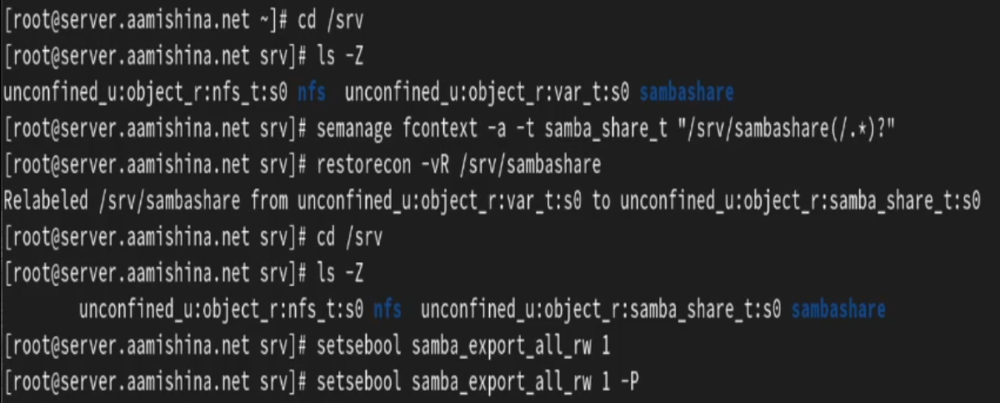 [root@server.aamishina.net ~]# cd /srv
[root@server.aamishina.net srv]# ls -Z
unconfined_u:object_r:nfs_t:s0 nfs  unconfined_u:object_r:var_t:s0 sambashare
[root@server.aamishina.net srv]# semanage fcontext -a -t samba_share_t "/srv/sambashare(/.*)?"
[root@server.aamishina.net srv]# restorecon -vR /srv/sambashare
Relabeled /srv/sambashare from unconfined_u:object_r:var_t:s0 to unconfined_u:object_r:samba_share_t:s0
[root@server.aamishina.net srv]# cd /srv
[root@server.aamishina.net srv]# ls -Z
unconfined_u:object_r:nfs_t:s0 nfs  unconfined_u:object_r:samba_share_t:s0 sambashare
[root@server.aamishina.net srv]# setsebool samba_export_all_rw 1
[root@server.aamishina.net srv]# setsebool samba_export_all_rw 1 -P